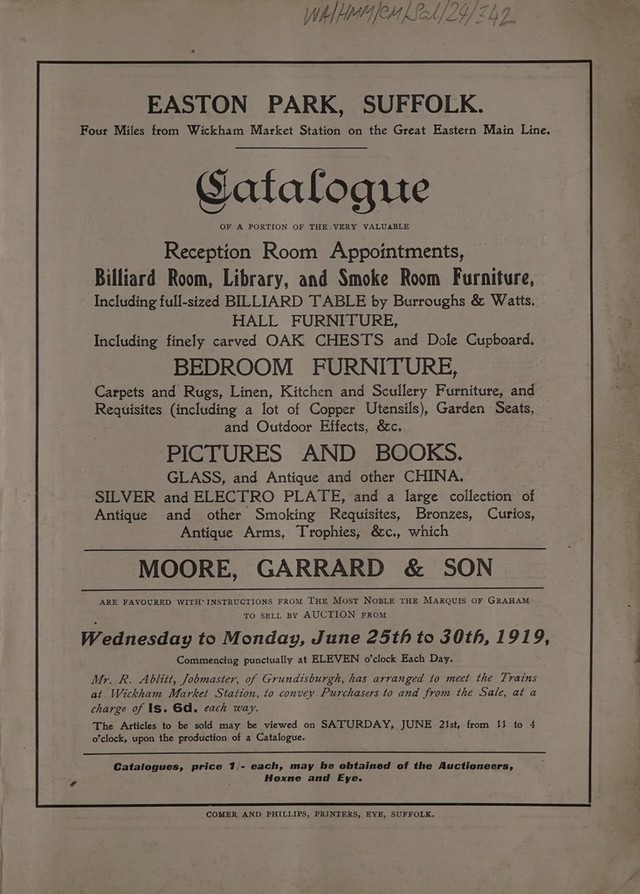 WA/HMM/CM/Sal/24/342
EASTON PARK, SUFFOLK.
Four Miles from Wickham Market Station on the Great Eastern Main Line.
Catalogue
OF A PORTION OF THE VERY VALUABLE
Reception Room Appointments,
Billiard Room, Library, and Smoke Room Furniture,
Including full-sized BILLIARD TABLE by Burroughs & Watts.
HALL FURNITURE,
Including finely carved OAK CHESTS and Dole Cupboard.
BEDROOM FURNITURE,
Carpets and Rugs, Linen, Kitchen and Scullery Furniture, and
Requisites (including a lot of Copper Utensils), Garden Seats,
and Outdoor Effects, &c.
PICTURES AND BOOKS.
GLASS, and Antique and other CHINA.
SILVER and ELECTRO PLATE, and a large collection of
Antique and other Smoking Requisites, Bronzes, Curios,
Antique Arms, Trophies, &c., which
MOORE, GARRARD & SON
ARE FAVOURED WITH INSTRUCTIONS FROM THE MOST NOBLE THE MARQUIS OF GRAHAM
TO SELL BY AUCTION FROM
Wednesday to Monday, June 25th to 30th, 1919,
Commencing punctually at ELEVEN o'clock Each Day.
Mr. R. Ablitt, Jobmaster, of Grundisburgh, has arranged to meet the Trains
at Wickham Market Station, to convey Purchasers to and from the Sale, at a
charge of 1s. 6d. each way.
The Articles to be sold may be viewed on SATURDAY, JUNE 21st, from 11 to 4
o'clock, upon the production of a Catalogue.
Catalogues, price 1/- each, may be obtained of the Auctioneers,
Hoxne and Eye.
COMER AND PHILLIPS, PRINTERS, EYE, SUFFOLK.